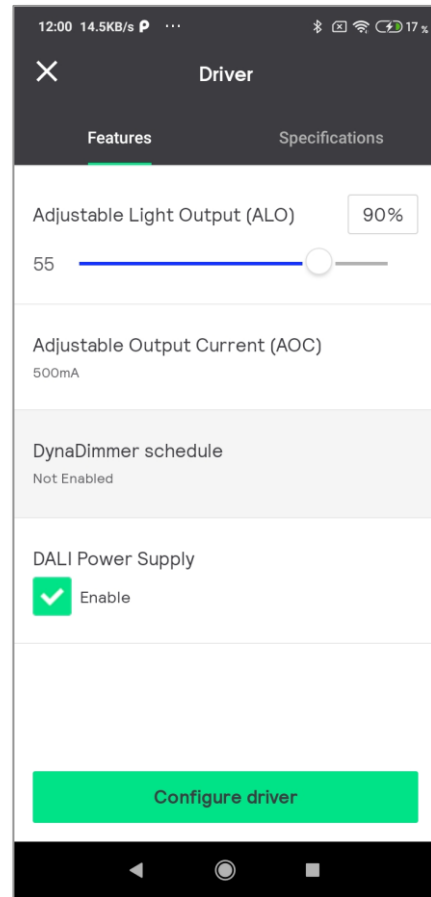 12:00 14.5KB/s P ··· 17 %
Driver
Features Specifications
Adjustable Light Output (ALO) 90%
55
Adjustable Output Current (AOC)
500mA
DynaDimmer schedule
Not Enabled
DALI Power Supply
Enable
Configure driver